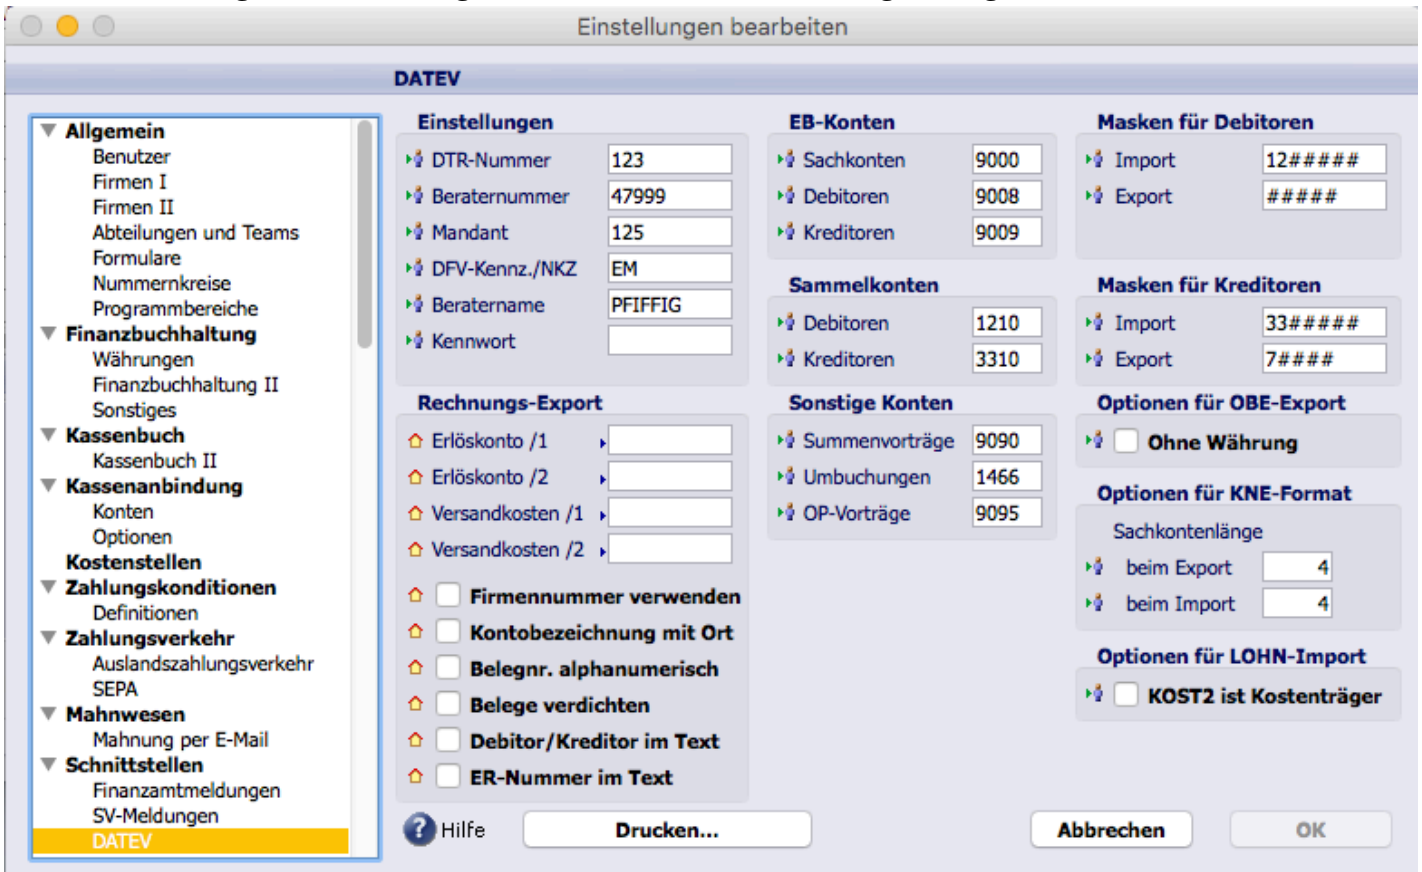 Einstellungen bearbeiten
DATEV
Allgemein
Benutzer
Firmen I
Firmen II
Abteilungen und Teams
Formulare
Nummernkreise
Programmbereiche
Finanzbuchhaltung
Währungen
Finanzbuchhaltung II
Sonstiges
Kassenbuch
Kassenbuch II
Kassenanbindung
Konten
Optionen
Kostenstellen
Zahlungskonditionen
Definitionen
Zahlungsverkehr
Auslandszahlungsverkehr
SEPA
Mahnwesen
Mahnung per E-Mail
Schnittstellen
Finanzamtmeldungen
SV-Meldungen
DATEV
Einstellungen
DTR-Nummer 123
Beraternummer 47999
Mandant 125
DFV-Kennz./NKZ EM
Beratername PFIFFIG
Kennwort
Rechnungs-Export
Erlöskonto /1
Erlöskonto /2
Versandkosten /1
Versandkosten /2
Firmennummer verwenden
Kontobezeichnung mit Ort
Belegnr. alphanumerisch
Belege verdichten
Debitor/Kreditor im Text
ER-Nummer im Text
EB-Konten
Sachkonten 9000
Debitoren 9008
Kreditoren 9009
Sammelkonten
Debitoren 1210
Kreditoren 3310
Sonstige Konten
Summenvorträge 9090
Umbuchungen 1466
OP-Vorträge 9095
Masken für Debitoren
Import 12#####
Export #####
Masken für Kreditoren
Import 33#####
Export 7####
Optionen für OBE-Export
Ohne Währung
Optionen für KNE-Format
Sachkontenlänge
beim Export 4
beim Import 4
Optionen für LOHN-Import
KOST2 ist Kostenträger
? Hilfe
Drucken...
Abbrechen
OK